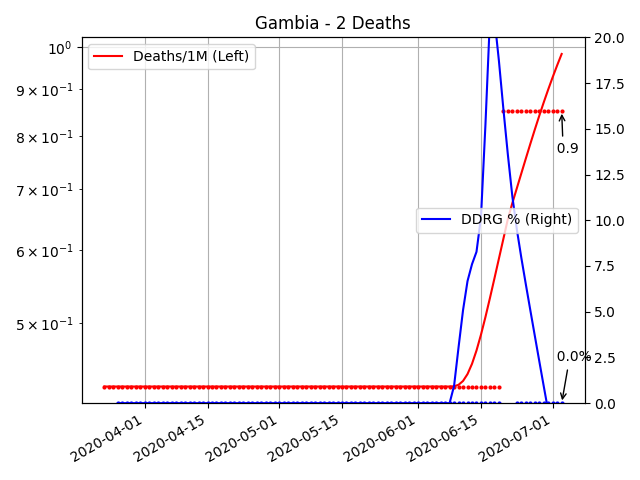 Gambia - 2 Deaths
Deaths/1M (Left)
DDRG % (Right)
10⁰
9 × 10⁻¹
8 × 10⁻¹
7 × 10⁻¹
6 × 10⁻¹
5 × 10⁻¹
20.0
17.5
15.0
12.5
10.0
7.5
5.0
2.5
0.0
0.9
0.0%
2020-04-01
2020-04-15
2020-05-01
2020-05-15
2020-06-01
2020-06-15
2020-07-01